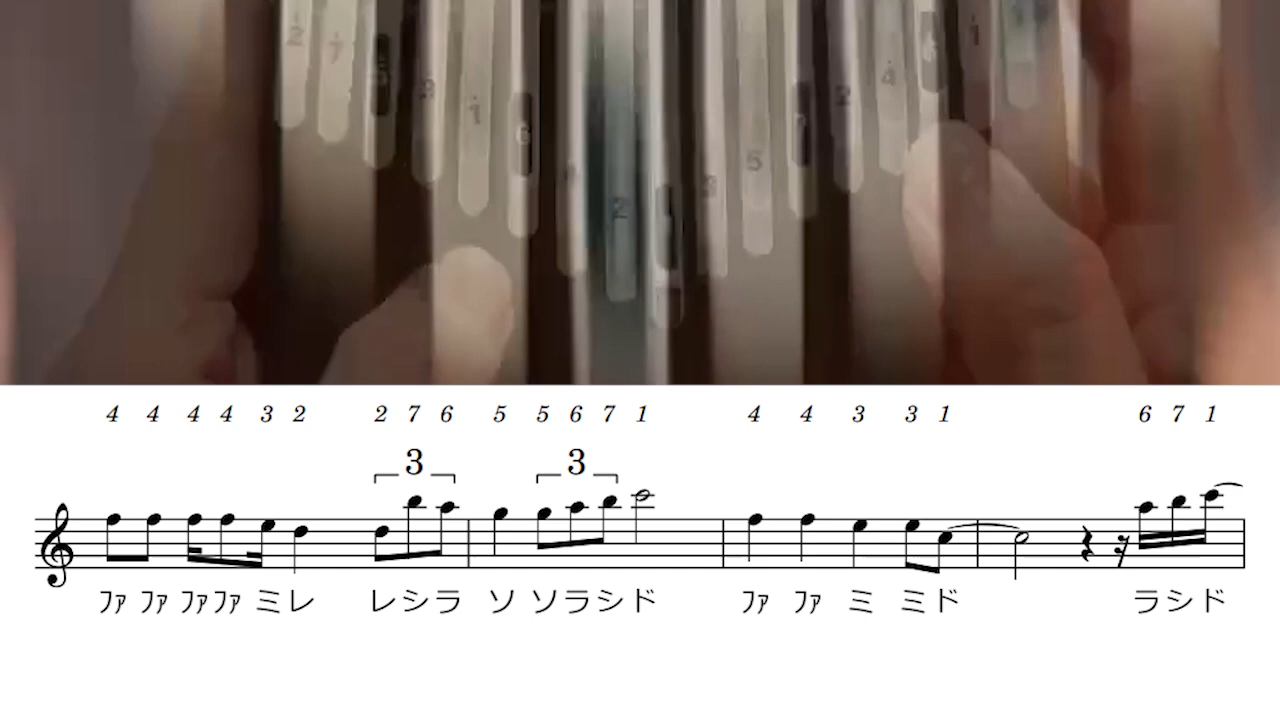 4 4 4 4 3 2 2 7 6 5 5 6 7 1 4 4 3 3 1 6 7 1
3 3
ファ ファ ファ ファ ミ レ レ シ ラ ソ ソ ラ シ ド ファ ファ ミ ミ ド ラ シ ド